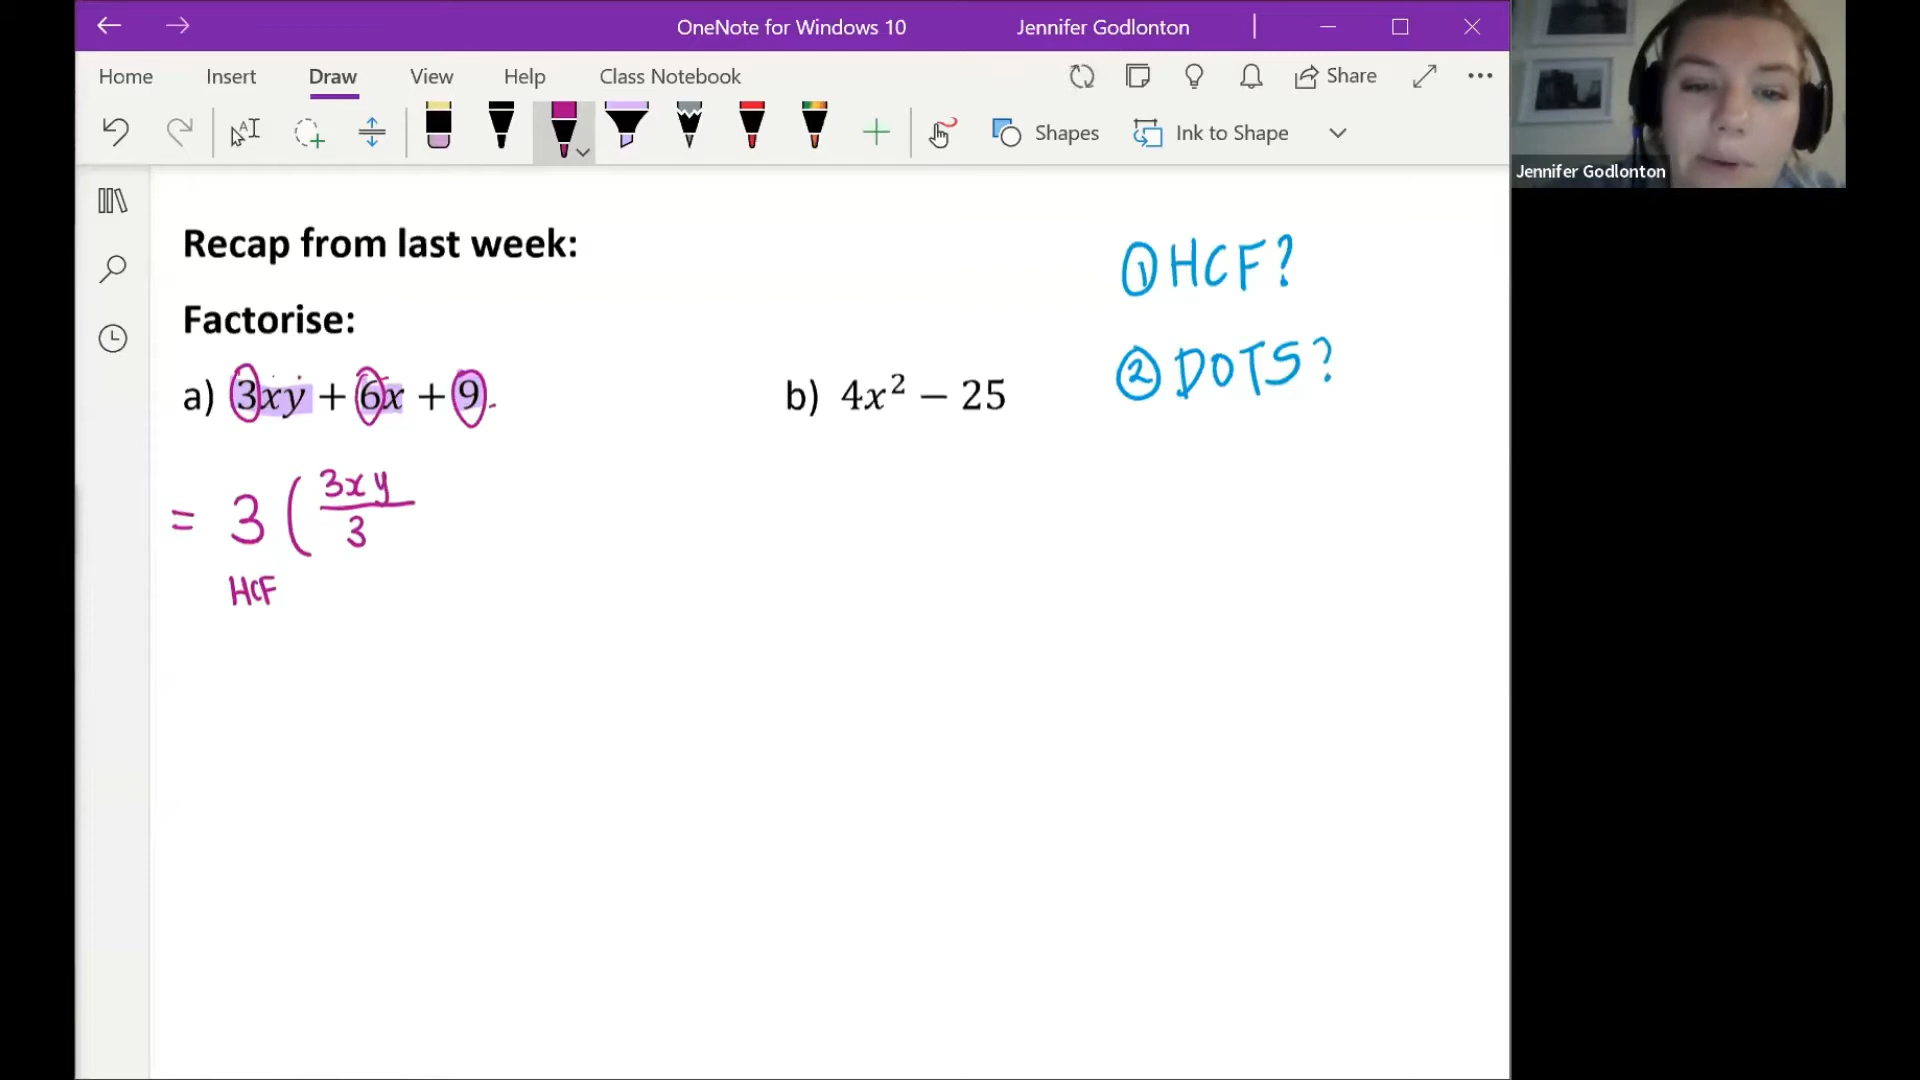 OneNote for Windows 10
Jennifer Godlonton
Home Insert Draw View Help Class Notebook Share
Shapes Ink to Shape
Jennifer Godlonton
Recap from last week:
① HCF?
Factorise:
② DOTS?
a) 3xy + 6x + 9
b) 4x² − 25
= 3 ( 3xy
3
HCF